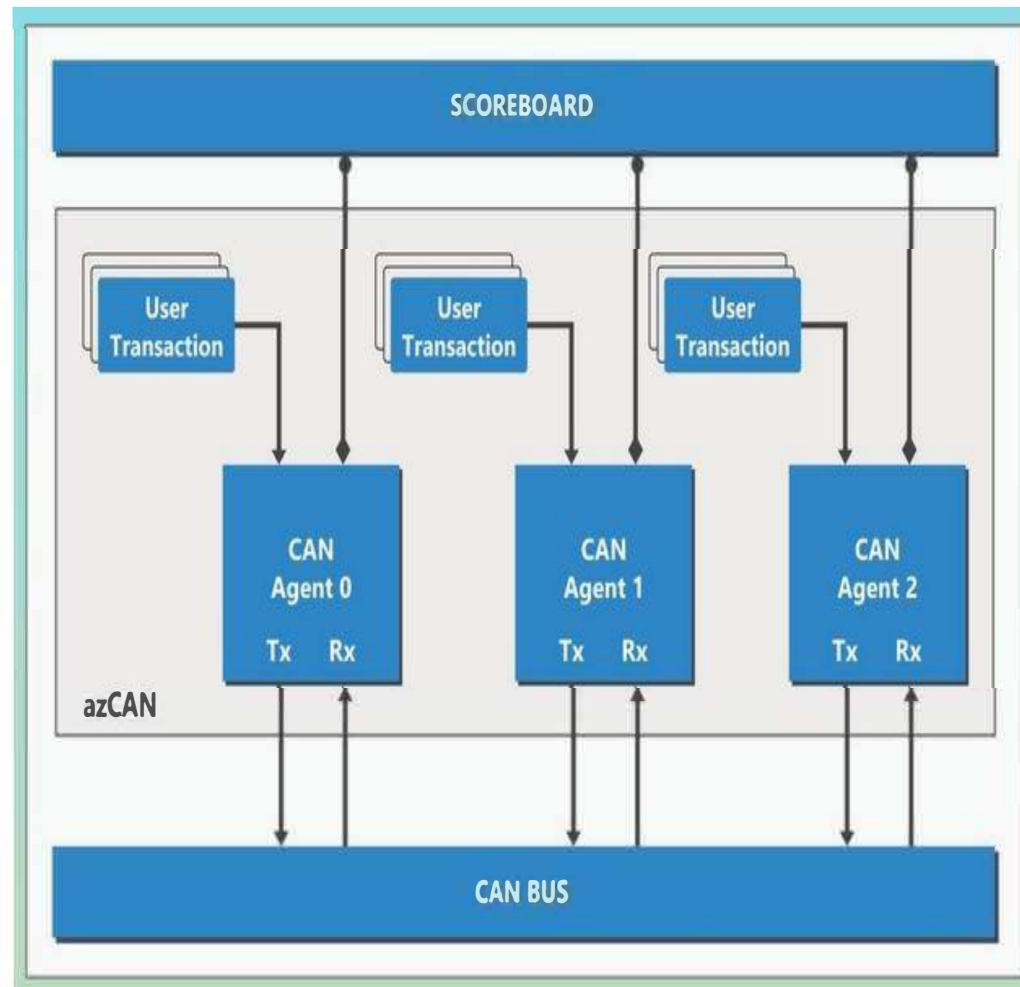 SCOREBOARD
User
Transaction
User
Transaction
User
Transaction
CAN
Agent 0
Tx Rx
CAN
Agent 1
Tx Rx
CAN
Agent 2
Tx Rx
azCAN
CAN BUS